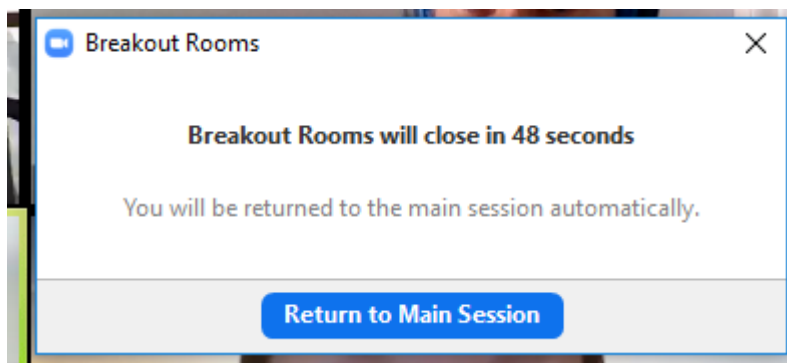 Breakout Rooms
Breakout Rooms will close in 48 seconds
You will be returned to the main session automatically.
Return to Main Session